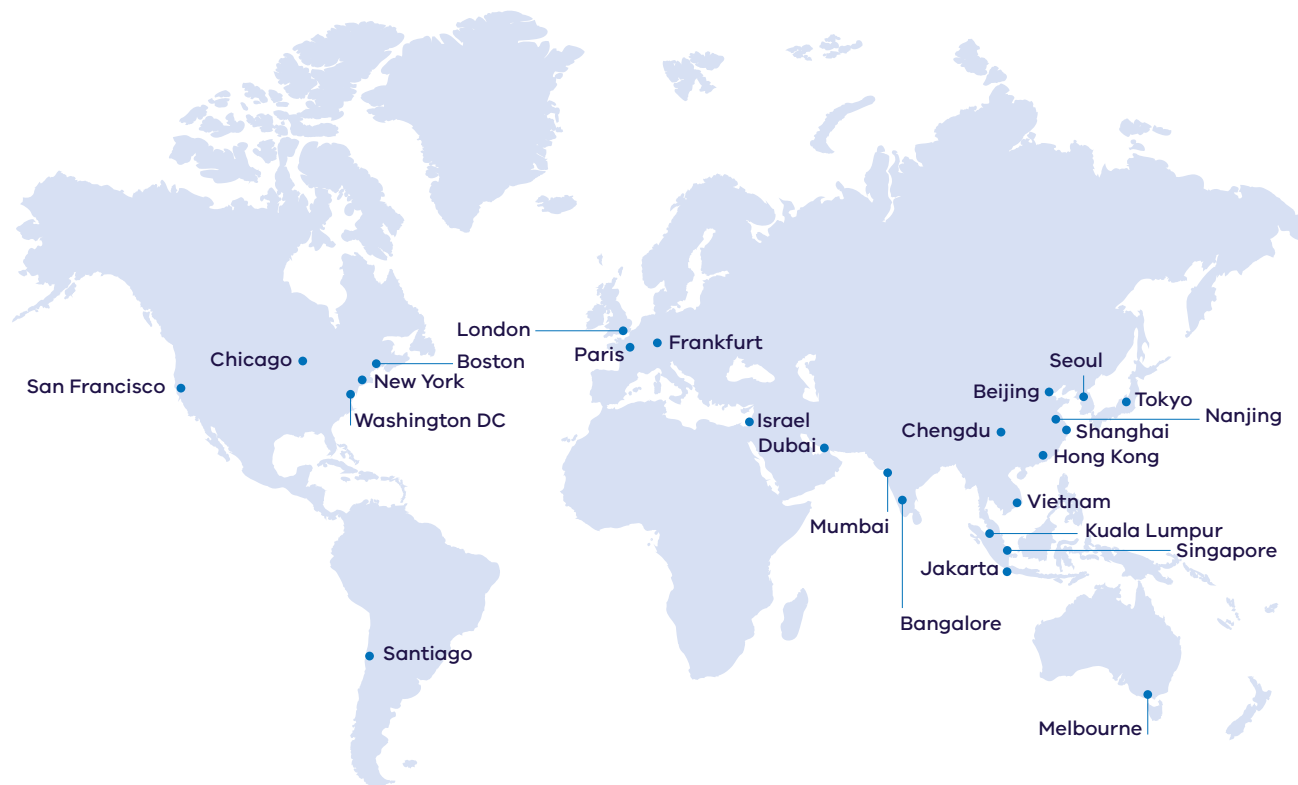 London
Paris
Frankfurt
Chicago
Boston
San Francisco
New York
Washington DC
Seoul
Beijing
Tokyo
Nanjing
Israel
Chengdu
Shanghai
Dubai
Hong Kong
Vietnam
Mumbai
Kuala Lumpur
Singapore
Jakarta
Bangalore
Santiago
Melbourne